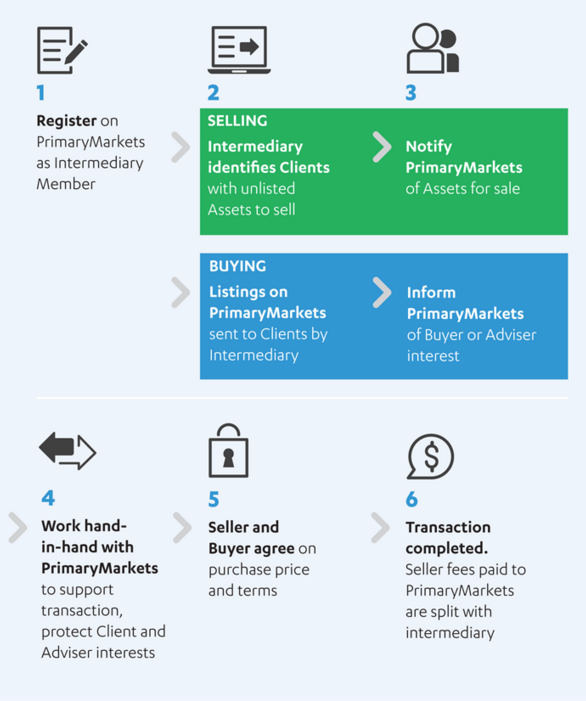 1
Register on
PrimaryMarkets
as Intermediary
Member
2
3
SELLING
Intermediary
identifies Clients
with unlisted
Assets to sell
Notify
PrimaryMarkets
of Assets for sale
BUYING
Listings on
PrimaryMarkets
sent to Clients by
Intermediary
Inform
PrimaryMarkets
of Buyer or Adviser
interest
4
Work hand-
in-hand with
PrimaryMarkets
to support
transaction,
protect Client and
Adviser interests
5
Seller and
Buyer agree on
purchase price
and terms
$
6
Transaction
completed.
Seller fees paid to
PrimaryMarkets
are split with
intermediary